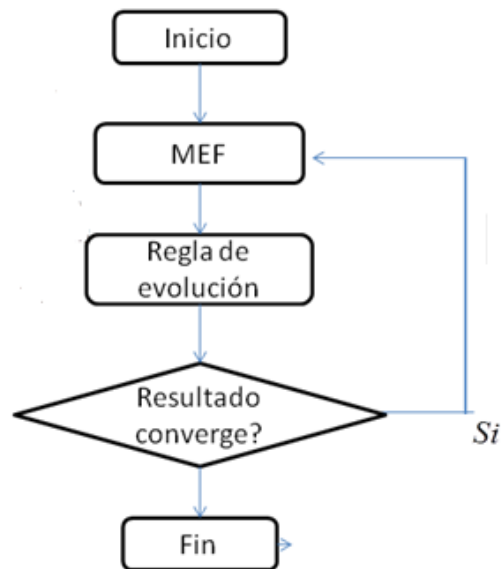 Inicio
MEF
Regla de
evolución
Resultado
converge?
Si
Fin